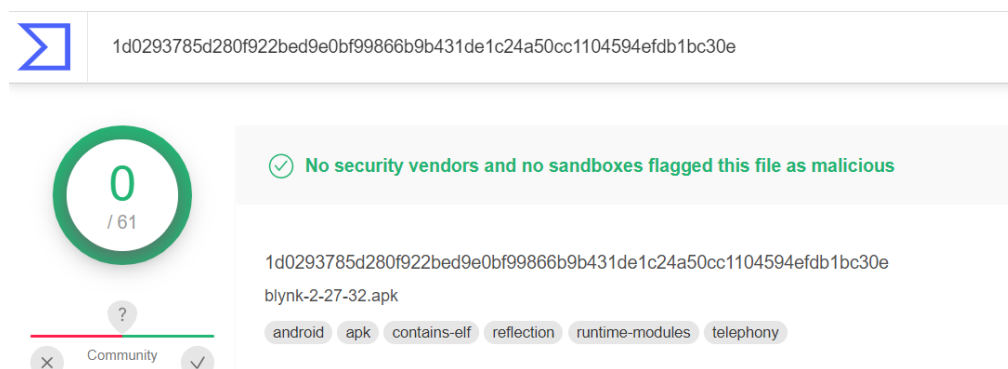 1d0293785d280f922bed9e0bf99866b9b431de1c24a50cc1104594efdb1bc30e
0
/ 61
No security vendors and no sandboxes flagged this file as malicious
1d0293785d280f922bed9e0bf99866b9b431de1c24a50cc1104594efdb1bc30e
blynk-2-27-32.apk
android apk contains-elf reflection runtime-modules telephony
?
Community